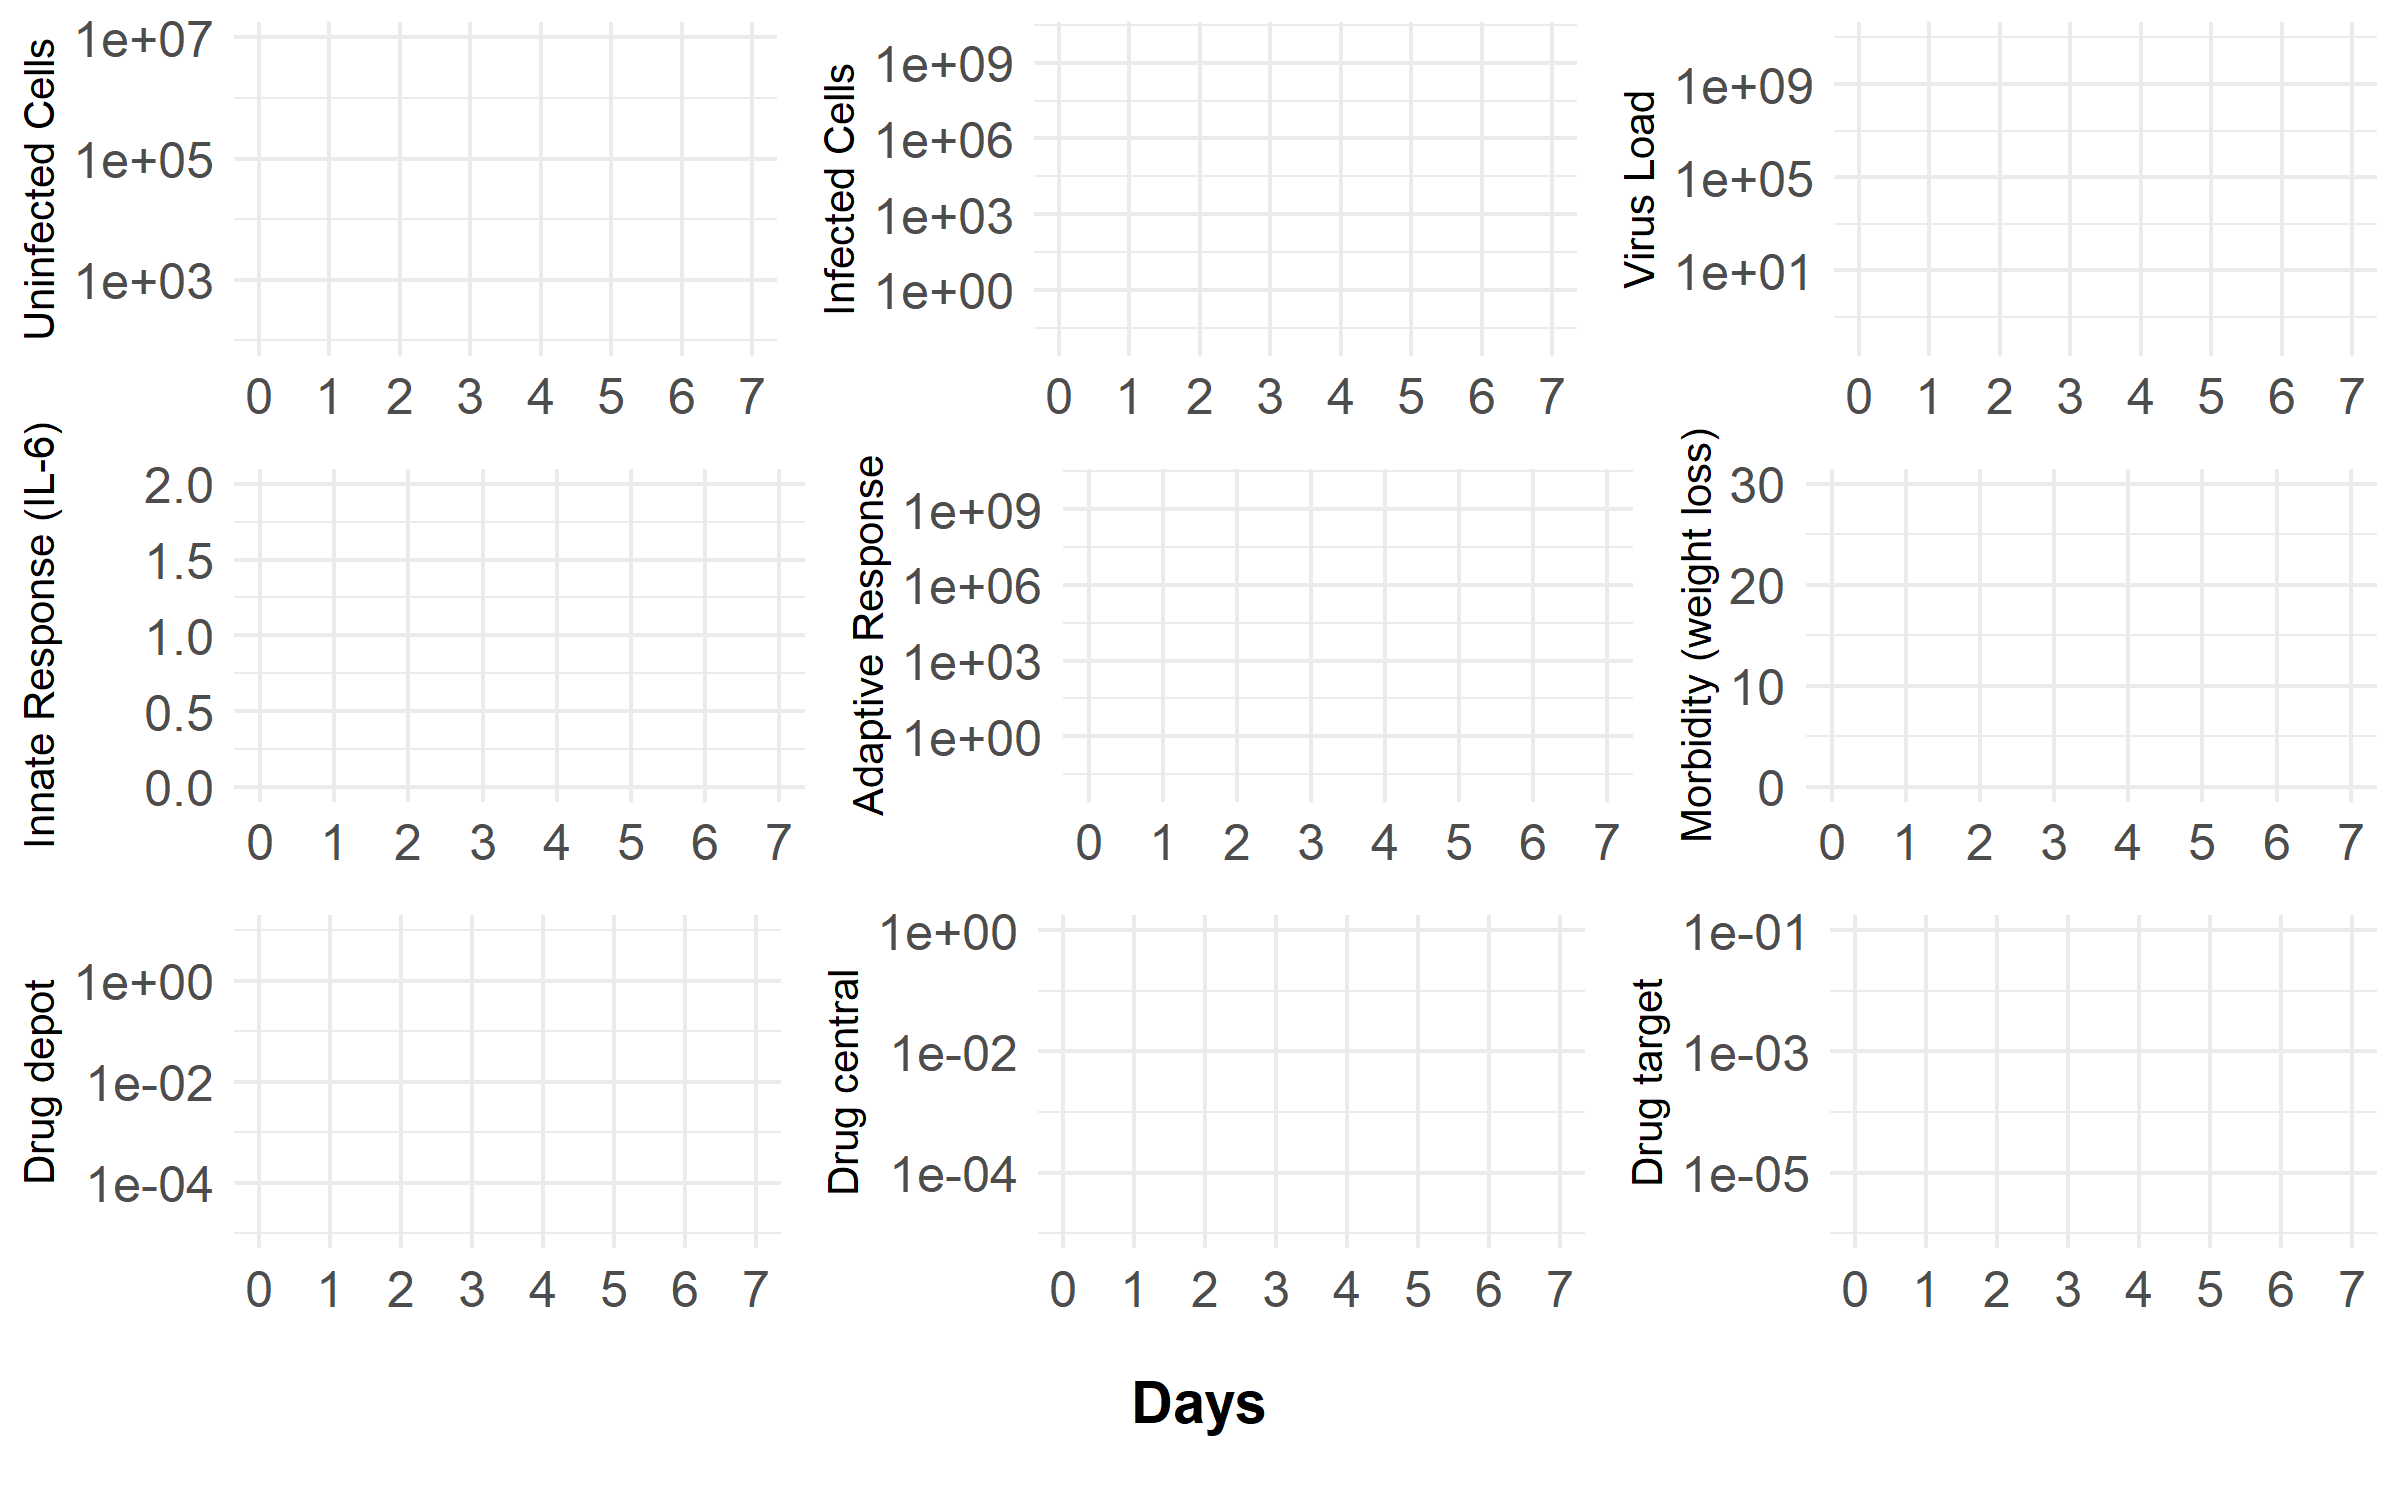 Uninfected Cells
1e+07
1e+05
1e+03
0 1 2 3 4 5 6 7
Infected Cells
1e+09
1e+06
1e+03
1e+00
0 1 2 3 4 5 6 7
Virus Load
1e+09
1e+05
1e+01
0 1 2 3 4 5 6 7
Innate Response (IL-6)
2.0
1.5
1.0
0.5
0.0
0 1 2 3 4 5 6 7
Adaptive Response
1e+09
1e+06
1e+03
1e+00
0 1 2 3 4 5 6 7
Morbidity (weight loss)
30
20
10
0
0 1 2 3 4 5 6 7
Drug depot
1e+00
1e-02
1e-04
0 1 2 3 4 5 6 7
Drug central
1e+00
1e-02
1e-04
0 1 2 3 4 5 6 7
Drug target
1e-01
1e-03
1e-05
0 1 2 3 4 5 6 7
Days